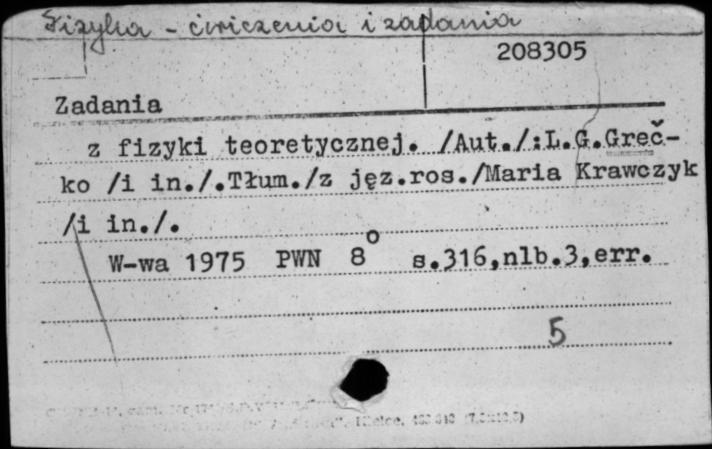 Fizyka - ćwiczenia i zadania
208305
Zadania
z fizyki teoretycznej. /Aut./:L.G.Greč-
ko /i in./.Tłum./z jęz.ros./Maria Krawczyk
/i in./.
W-wa 1975 PWN 8° s.316,nlb.3,err.
5
Kielce.